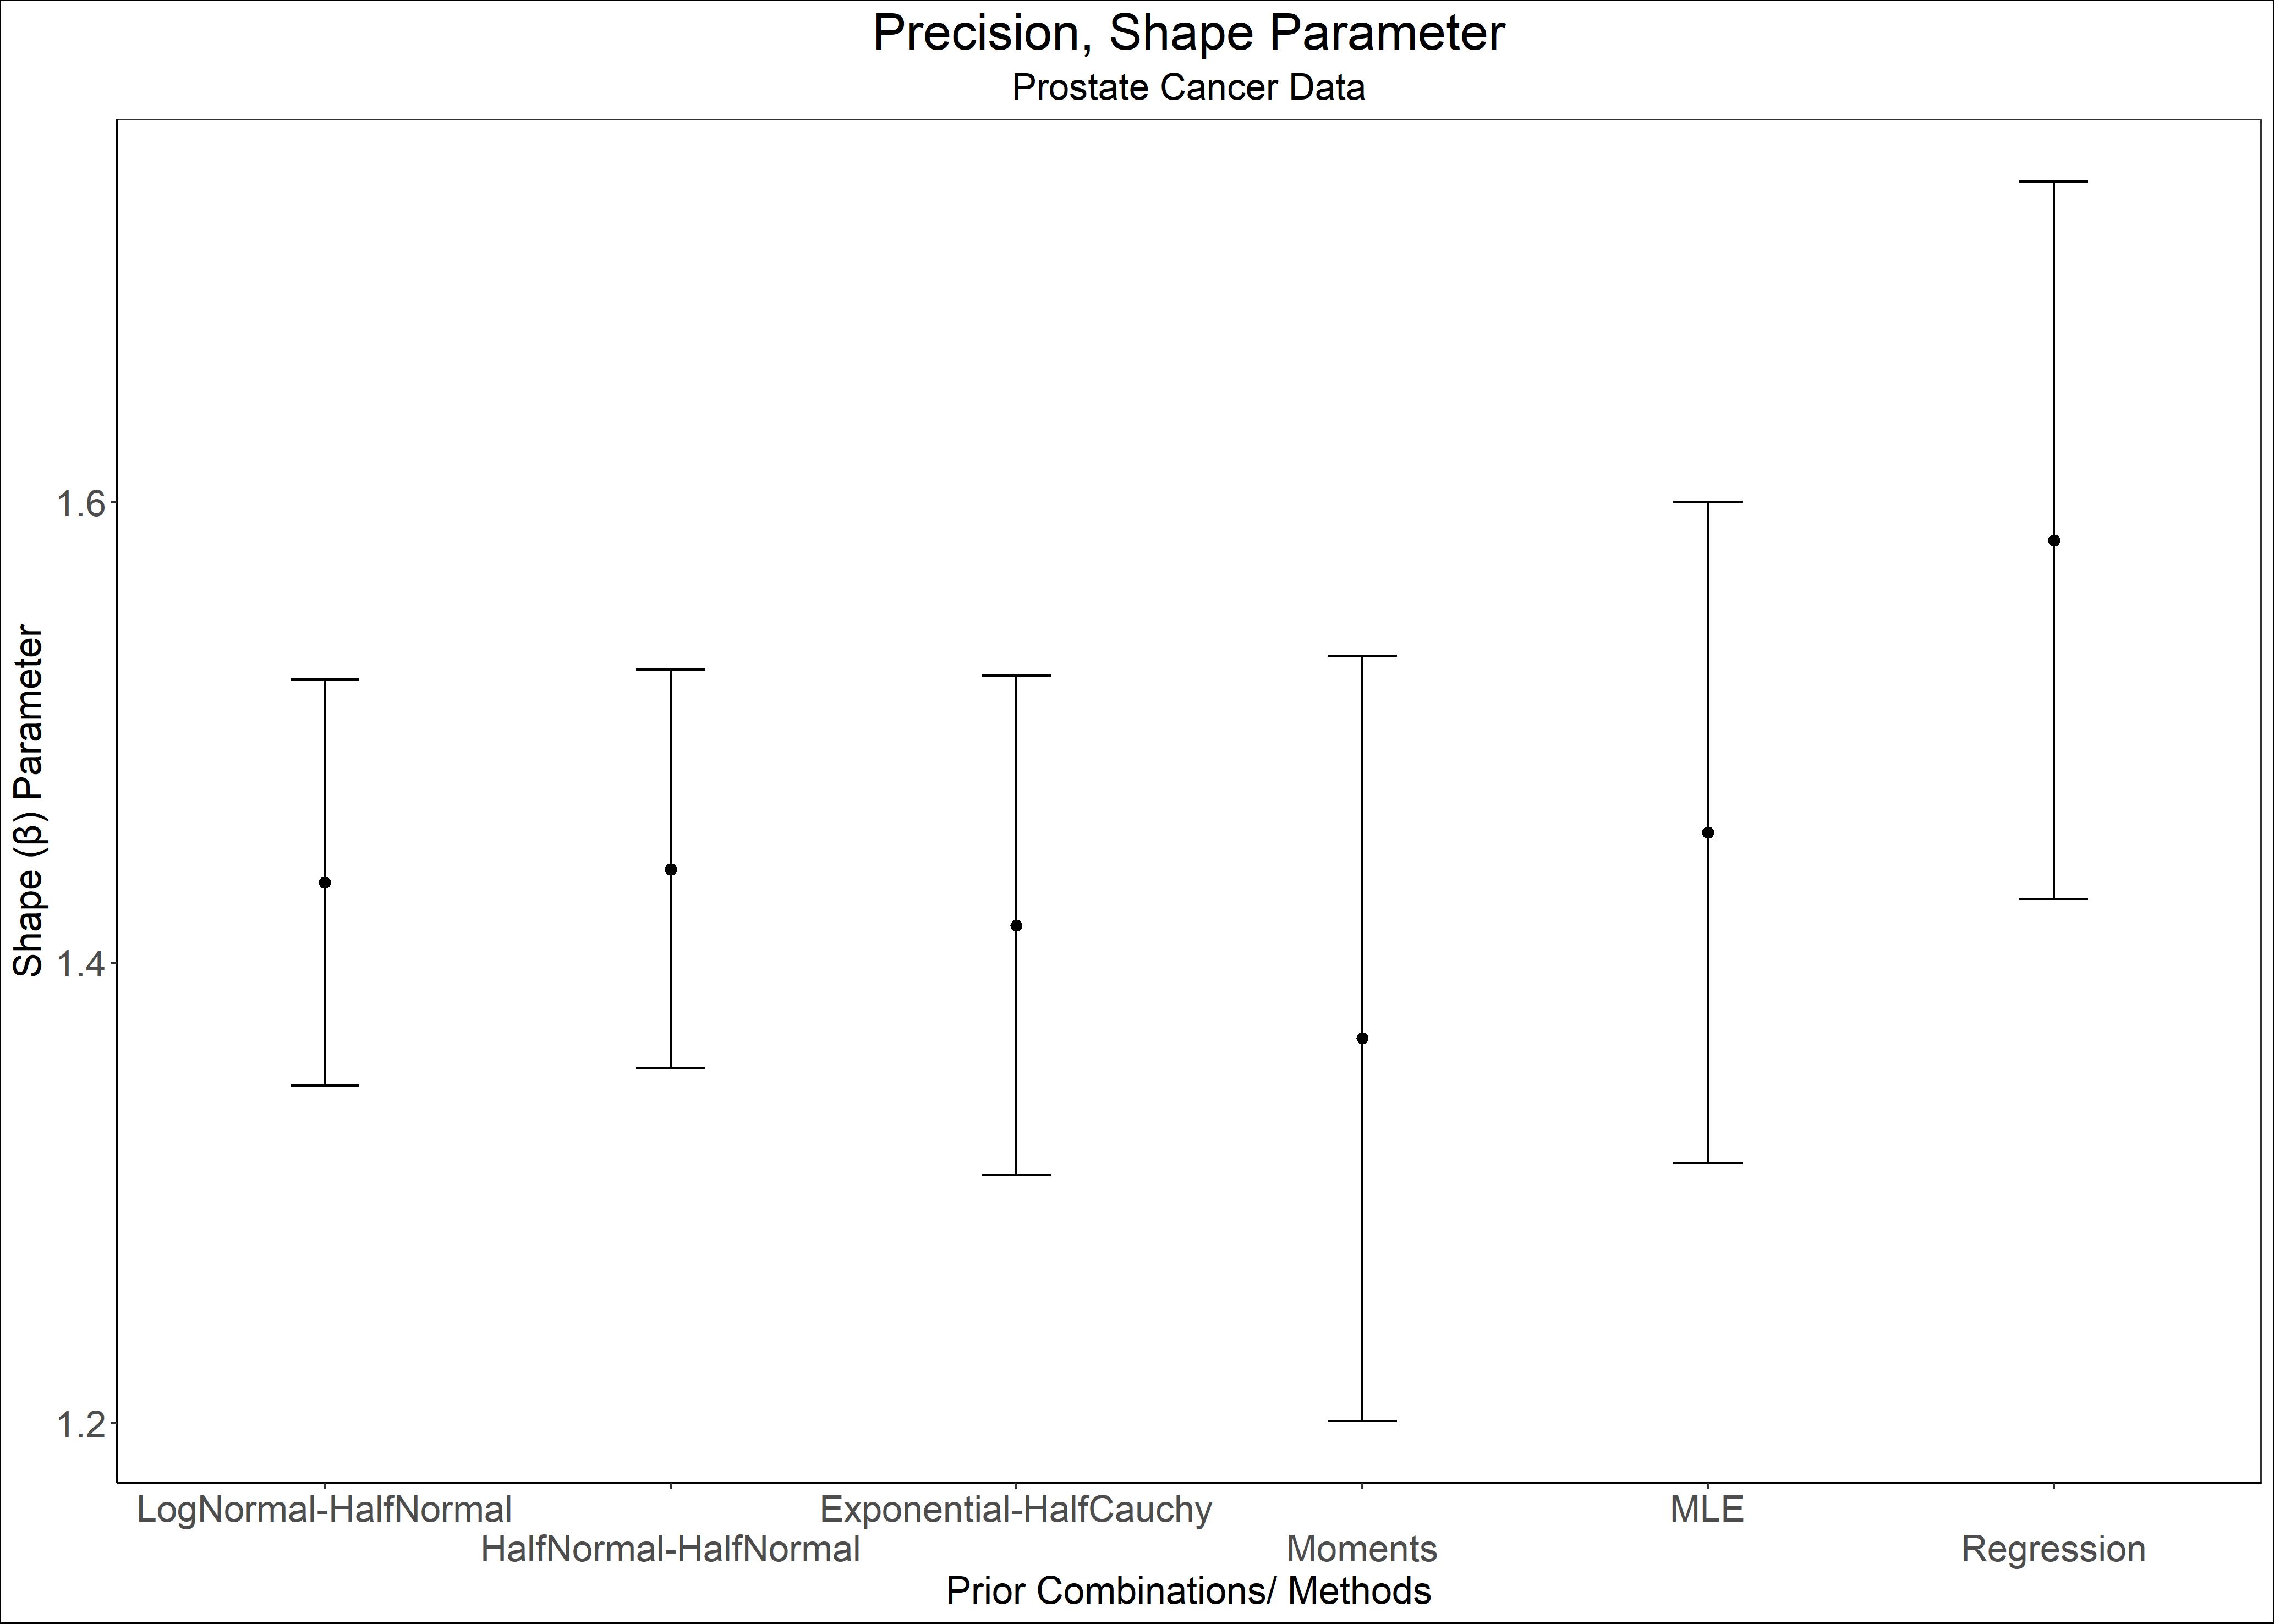 Precision, Shape Parameter
Prostate Cancer Data
Shape (β) Parameter
1.6
1.4
1.2
LogNormal-HalfNormal
HalfNormal-HalfNormal
Exponential-HalfCauchy
Moments
MLE
Regression
Prior Combinations/ Methods